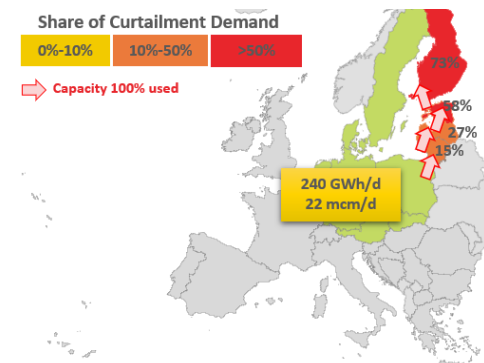 Share of Curtailment Demand
0%-10% 10%-50% >50%
Capacity 100% used
73%
58%
27%
15%
240 GWh/d
22 mcm/d